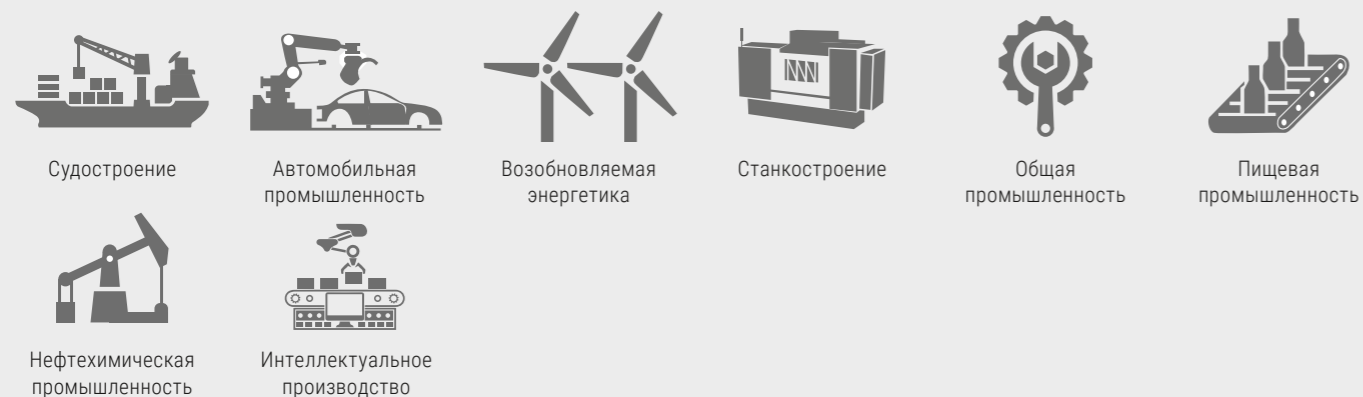 Судостроение
Автомобильная
промышленность
Возобновляемая
энергетика
Станкостроение
Общая
промышленность
Пищевая
промышленность
Нефтехимическая
промышленность
Интеллектуальное
производство